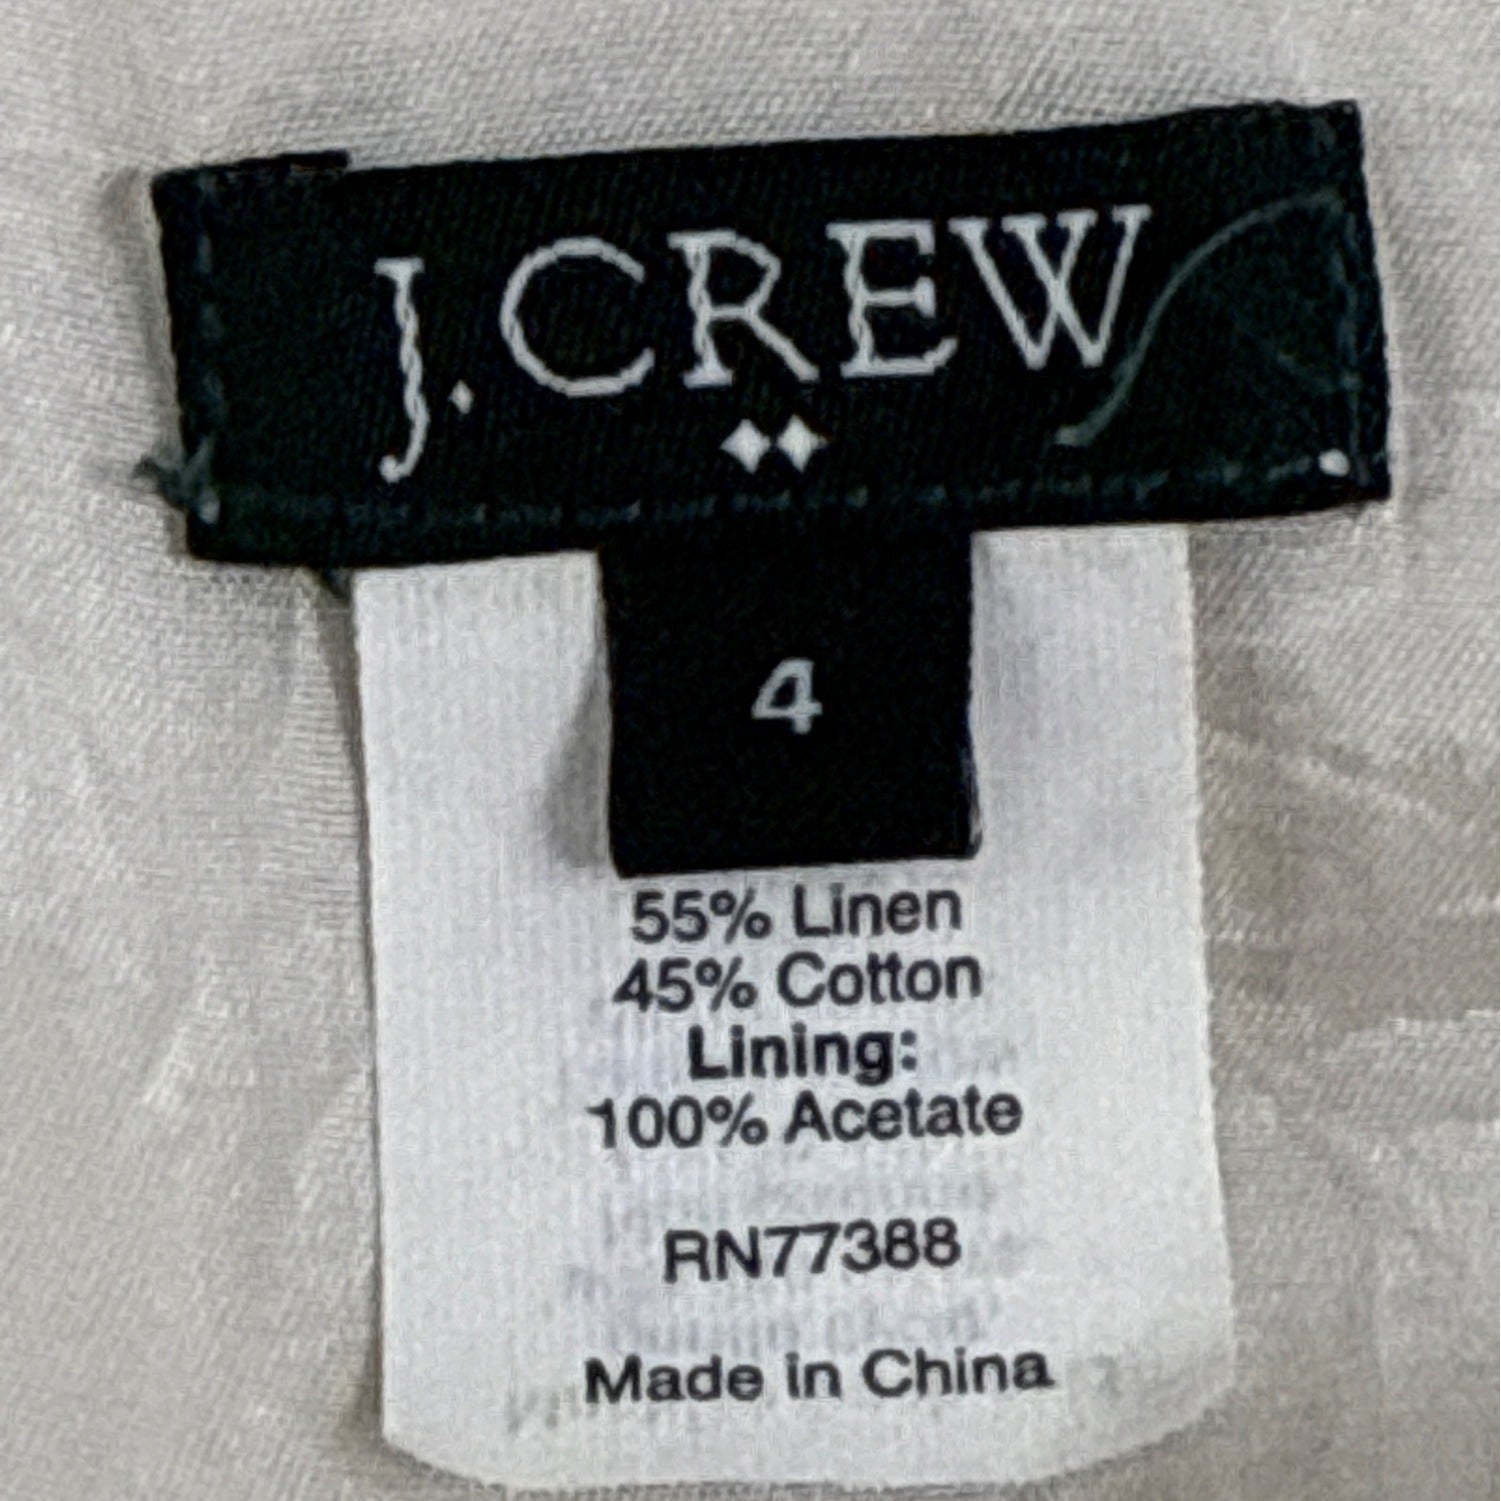 J.CREW
4
55% Linen
45% Cotton
Lining:
100% Acetate
RN77388
Made in China